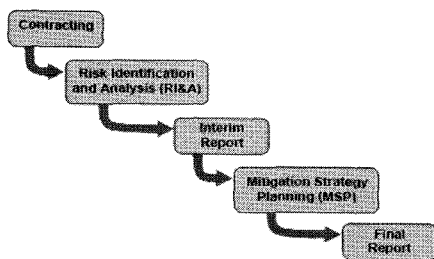 Contracting
Risk Identification
and Analysis (RI&A)
Interim
Report
Mitigation Strategy
Planning (MSP)
Final
Report